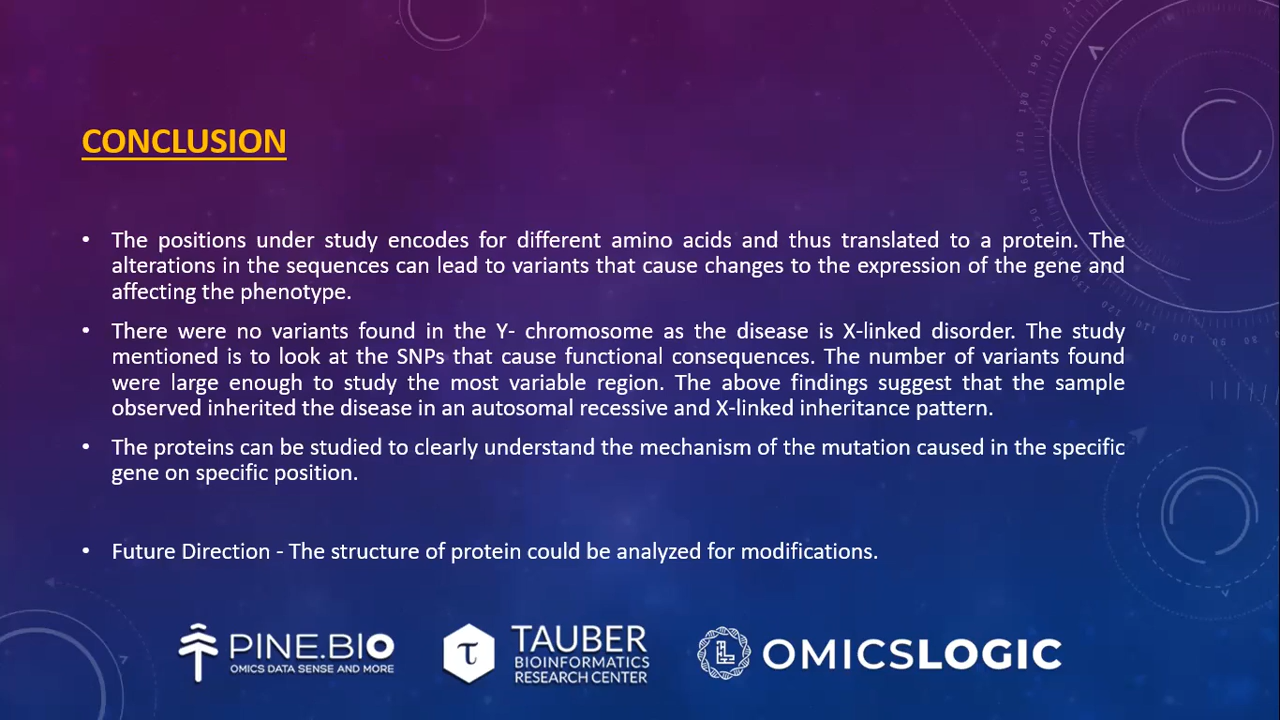 CONCLUSION
• The positions under study encodes for different amino acids and thus translated to a protein. The
alterations in the sequences can lead to variants that cause changes to the expression of the gene and
affecting the phenotype.
• There were no variants found in the Y- chromosome as the disease is X-linked disorder. The study
mentioned is to look at the SNPs that cause functional consequences. The number of variants found
were large enough to study the most variable region. The above findings suggest that the sample
observed inherited the disease in an autosomal recessive and X-linked inheritance pattern.
• The proteins can be studied to clearly understand the mechanism of the mutation caused in the specific
gene on specific position.
• Future Direction - The structure of protein could be analyzed for modifications.
PINE.BIO
OMICS DATA SENSE AND MORE
τ
TAUBER
BIOINFORMATICS
RESEARCH CENTER
OMICSLOGIC